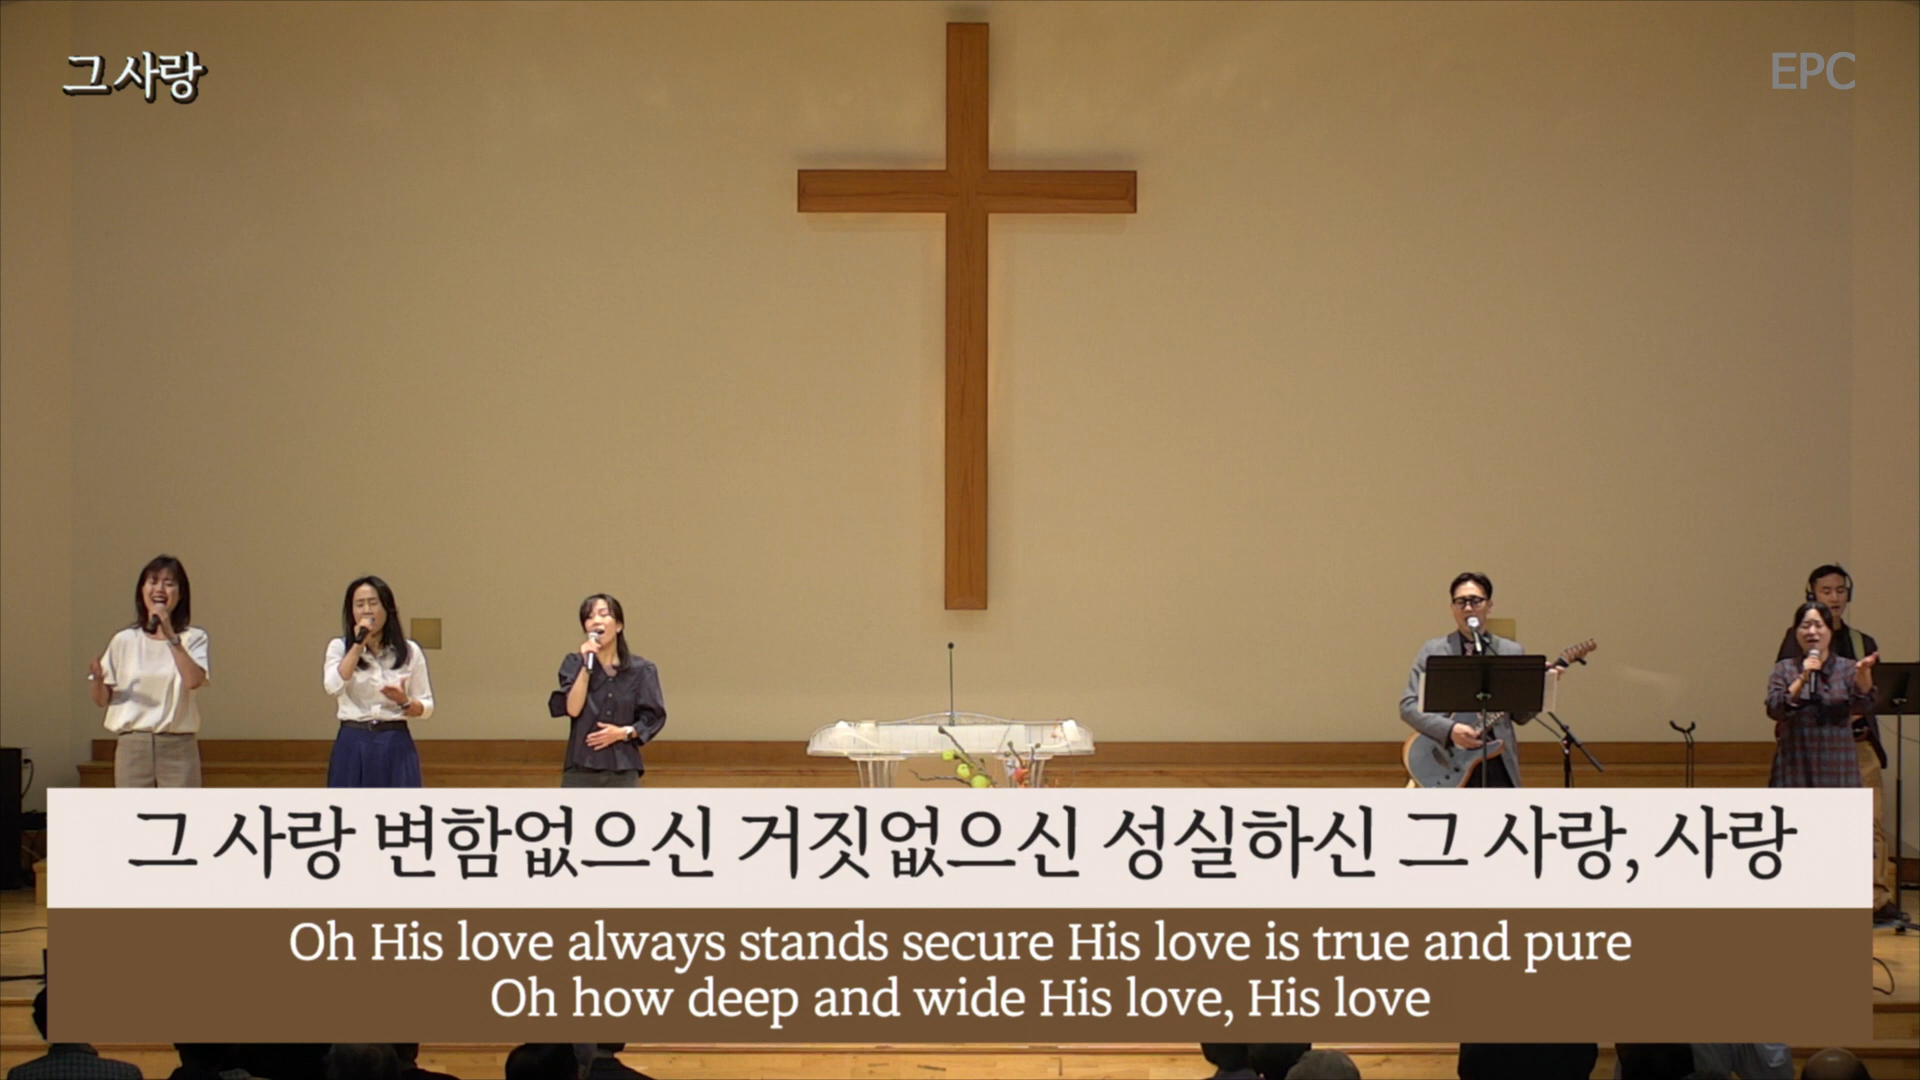 그 사랑
EPC
그 사랑 변함없으신 거짓없으신 성실하신 그 사랑, 사랑
Oh His love always stands secure His love is true and pure
Oh how deep and wide His love, His love